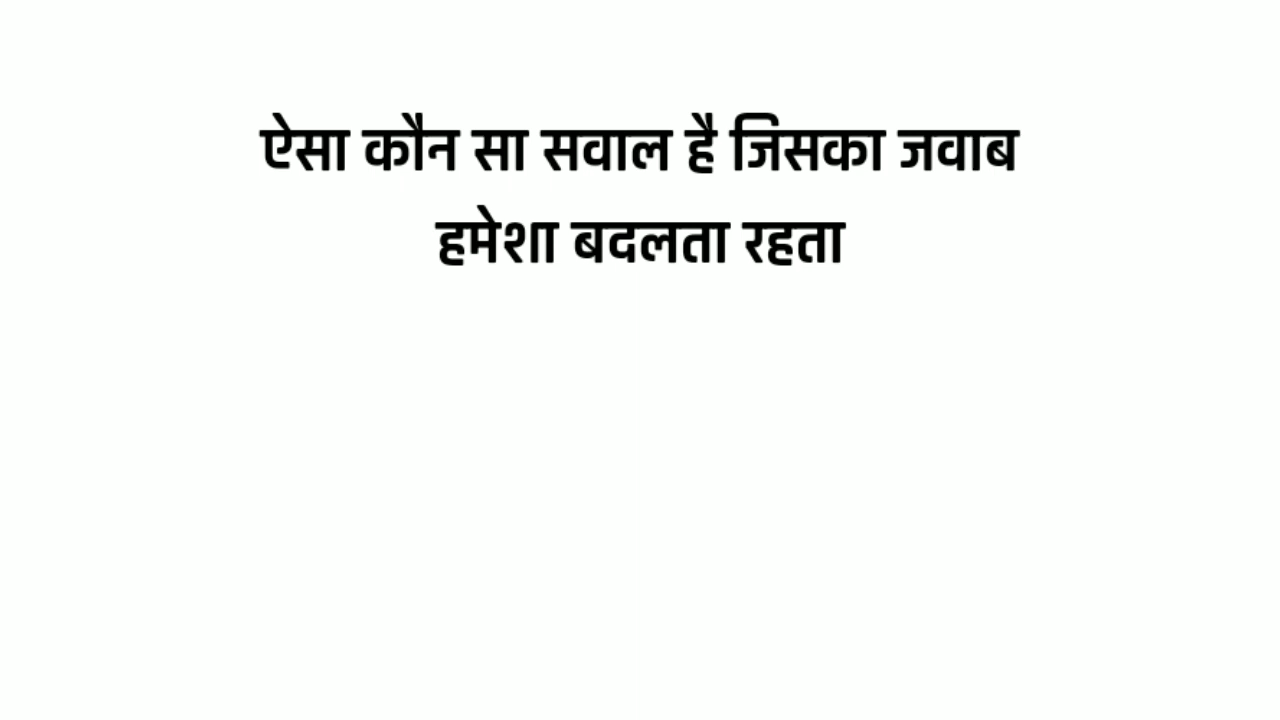 ऐसा कौन सा सवाल है जिसका जवाब
हमेशा बदलता रहता